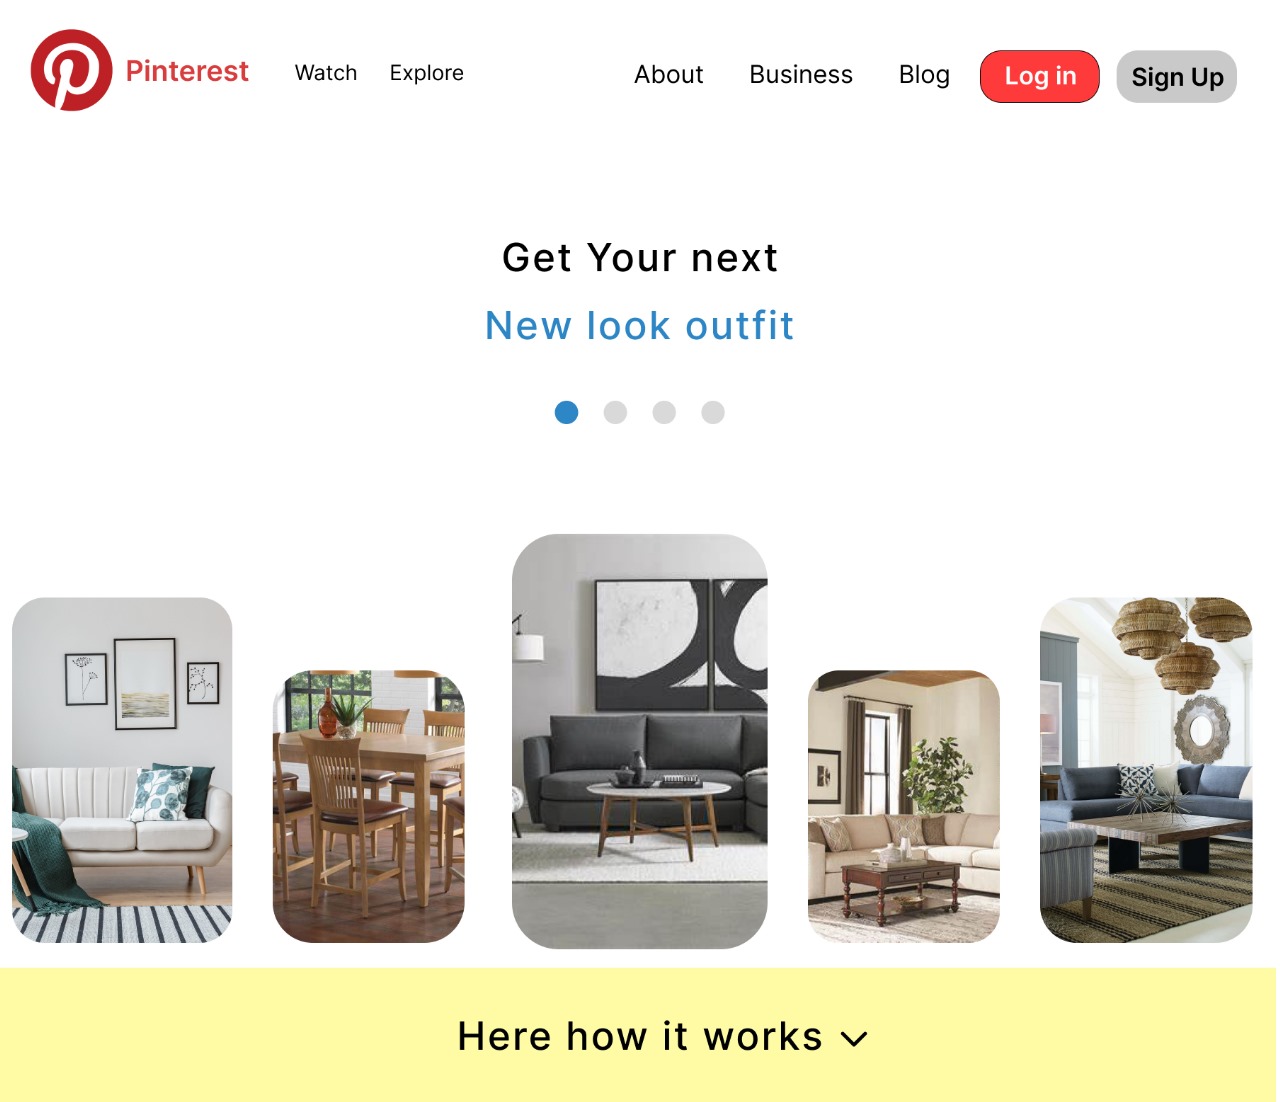 Pinterest Watch Explore About Business Blog Log in Sign Up
Get Your next
New look outfit
Here how it works